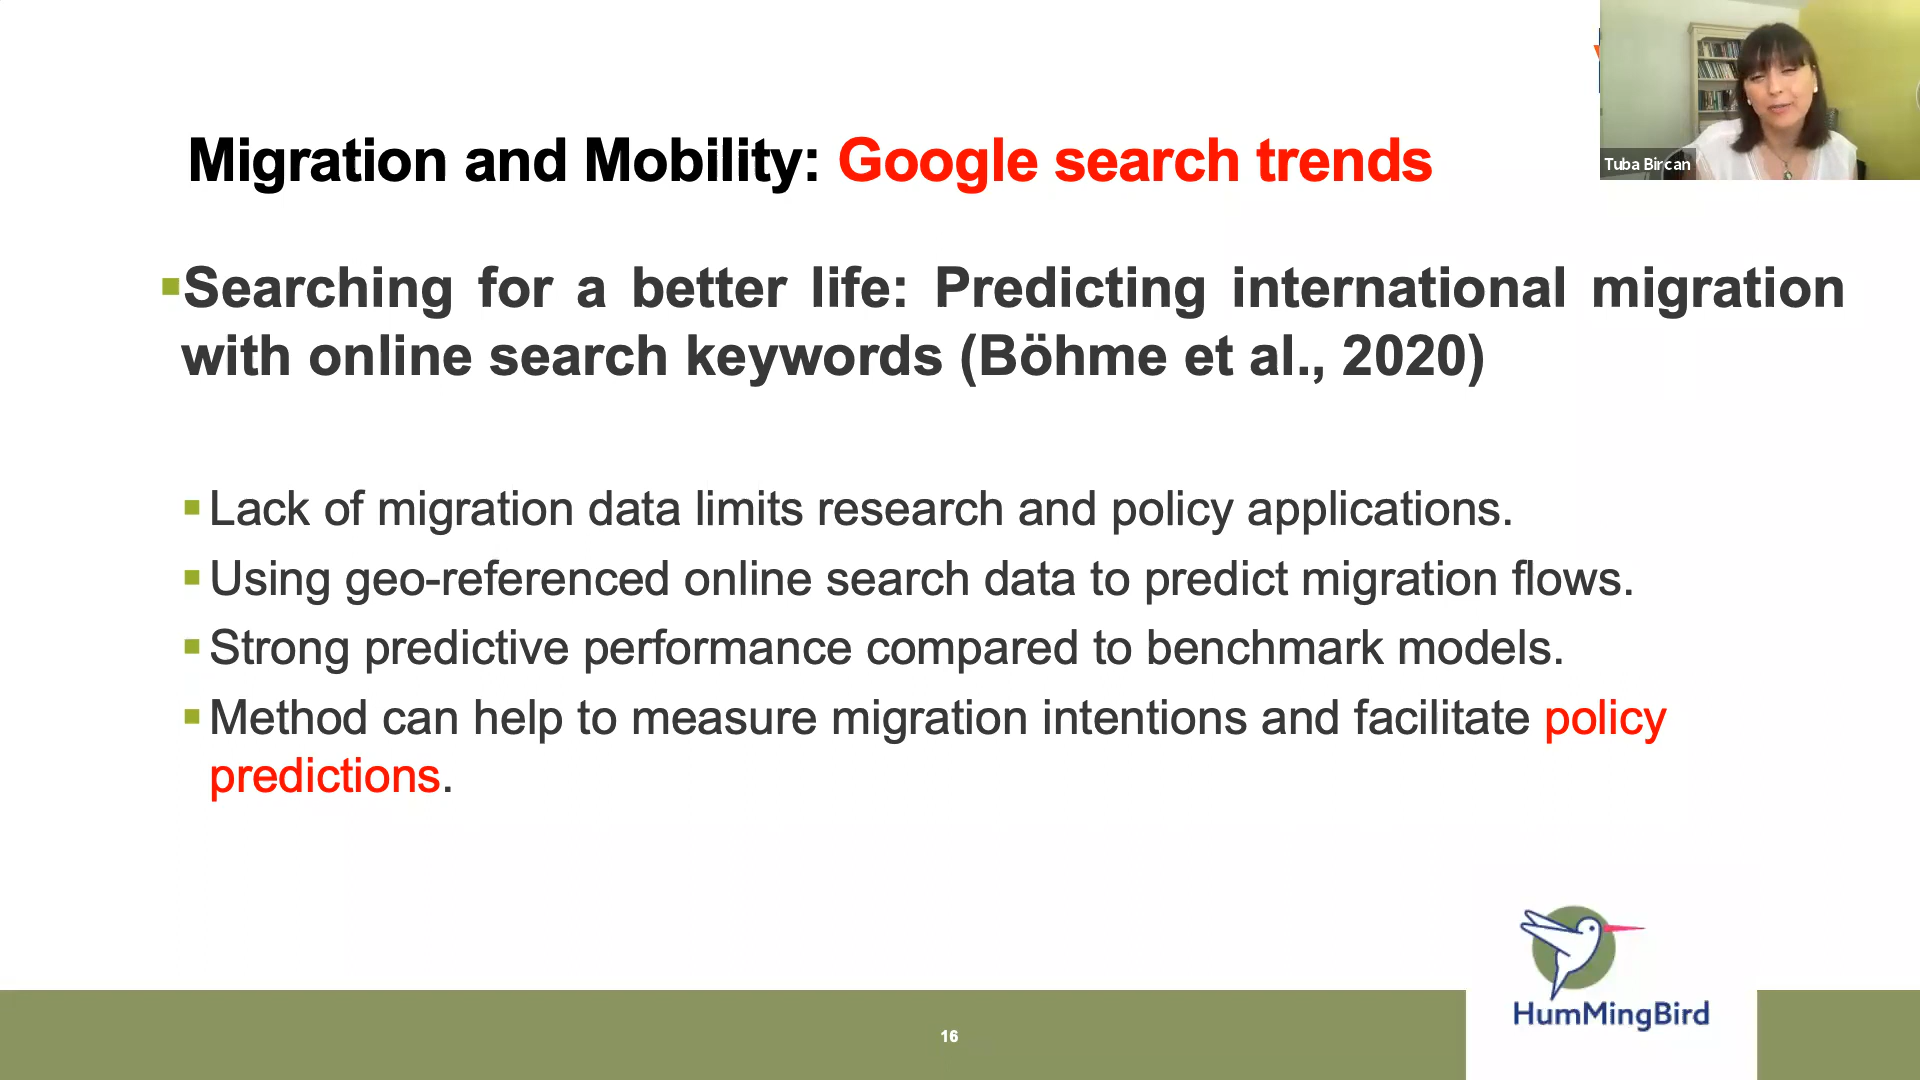 Tuba Bircan
Migration and Mobility: Google search trends
▪Searching for a better life: Predicting international migration
with online search keywords (Böhme et al., 2020)
▪Lack of migration data limits research and policy applications.
▪Using geo-referenced online search data to predict migration flows.
▪Strong predictive performance compared to benchmark models.
▪Method can help to measure migration intentions and facilitate policy
predictions.
HumMingBird
16